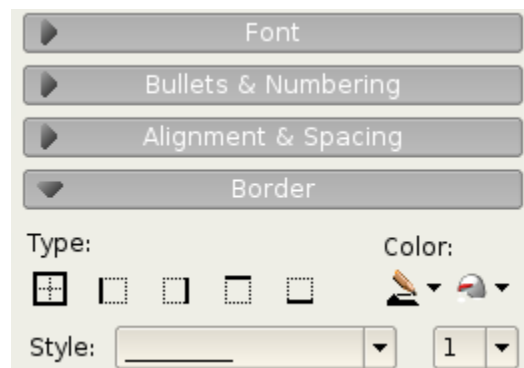 Font
Bullets & Numbering
Alignment & Spacing
Border
Type: Color:
Style: 1